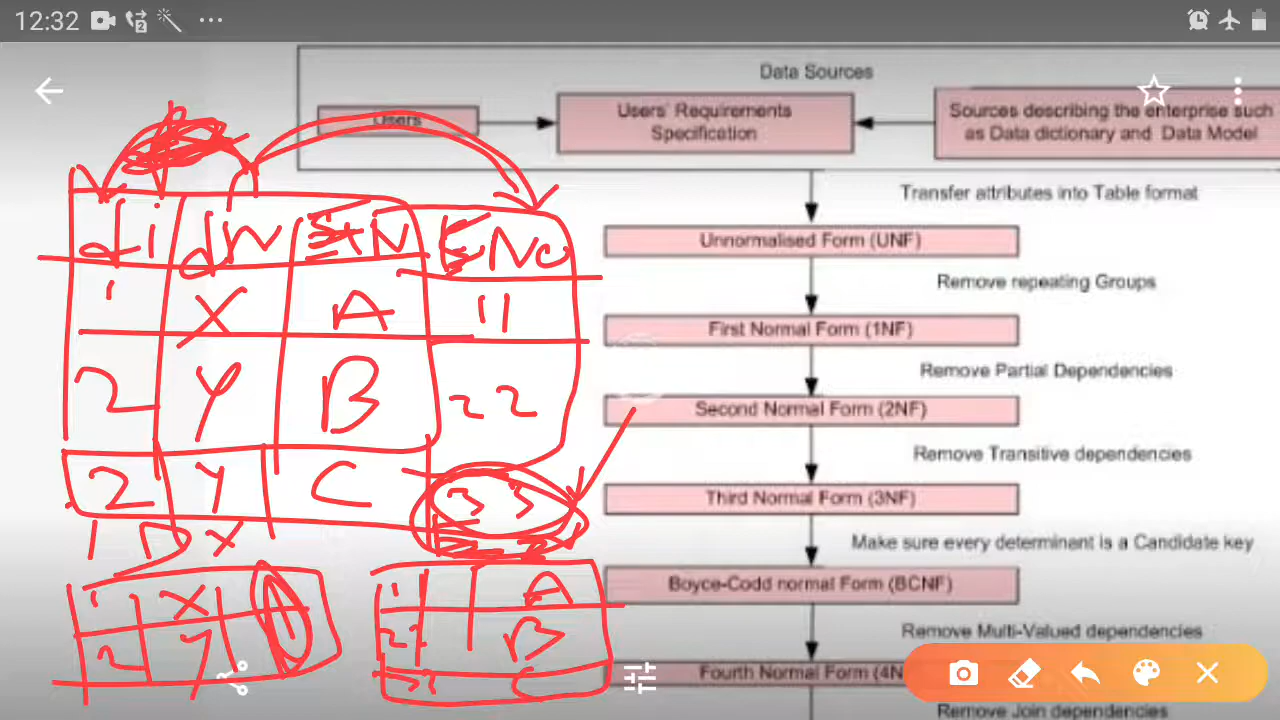 12:32
Data Sources
Users
Users' Requirements
Specification
Sources describing the enterprise such
as Data dictionary and Data Model
Transfer attributes into Table format
Unnormalised Form (UNF)
Remove repeating Groups
First Normal Form (1NF)
Remove Partial Dependencies
Second Normal Form (2NF)
Remove Transitive dependencies
Third Normal Form (3NF)
Make sure every determinant is a Candidate key
Boyce-Codd normal Form (BCNF)
Remove Multi-Valued dependencies
Fourth Normal Form (4N
Remove Join dependencies
di dN N No
1 X A 11
2 Y B 22
2 Y C 33
1 D X
1 X
2 Y
A
B
C